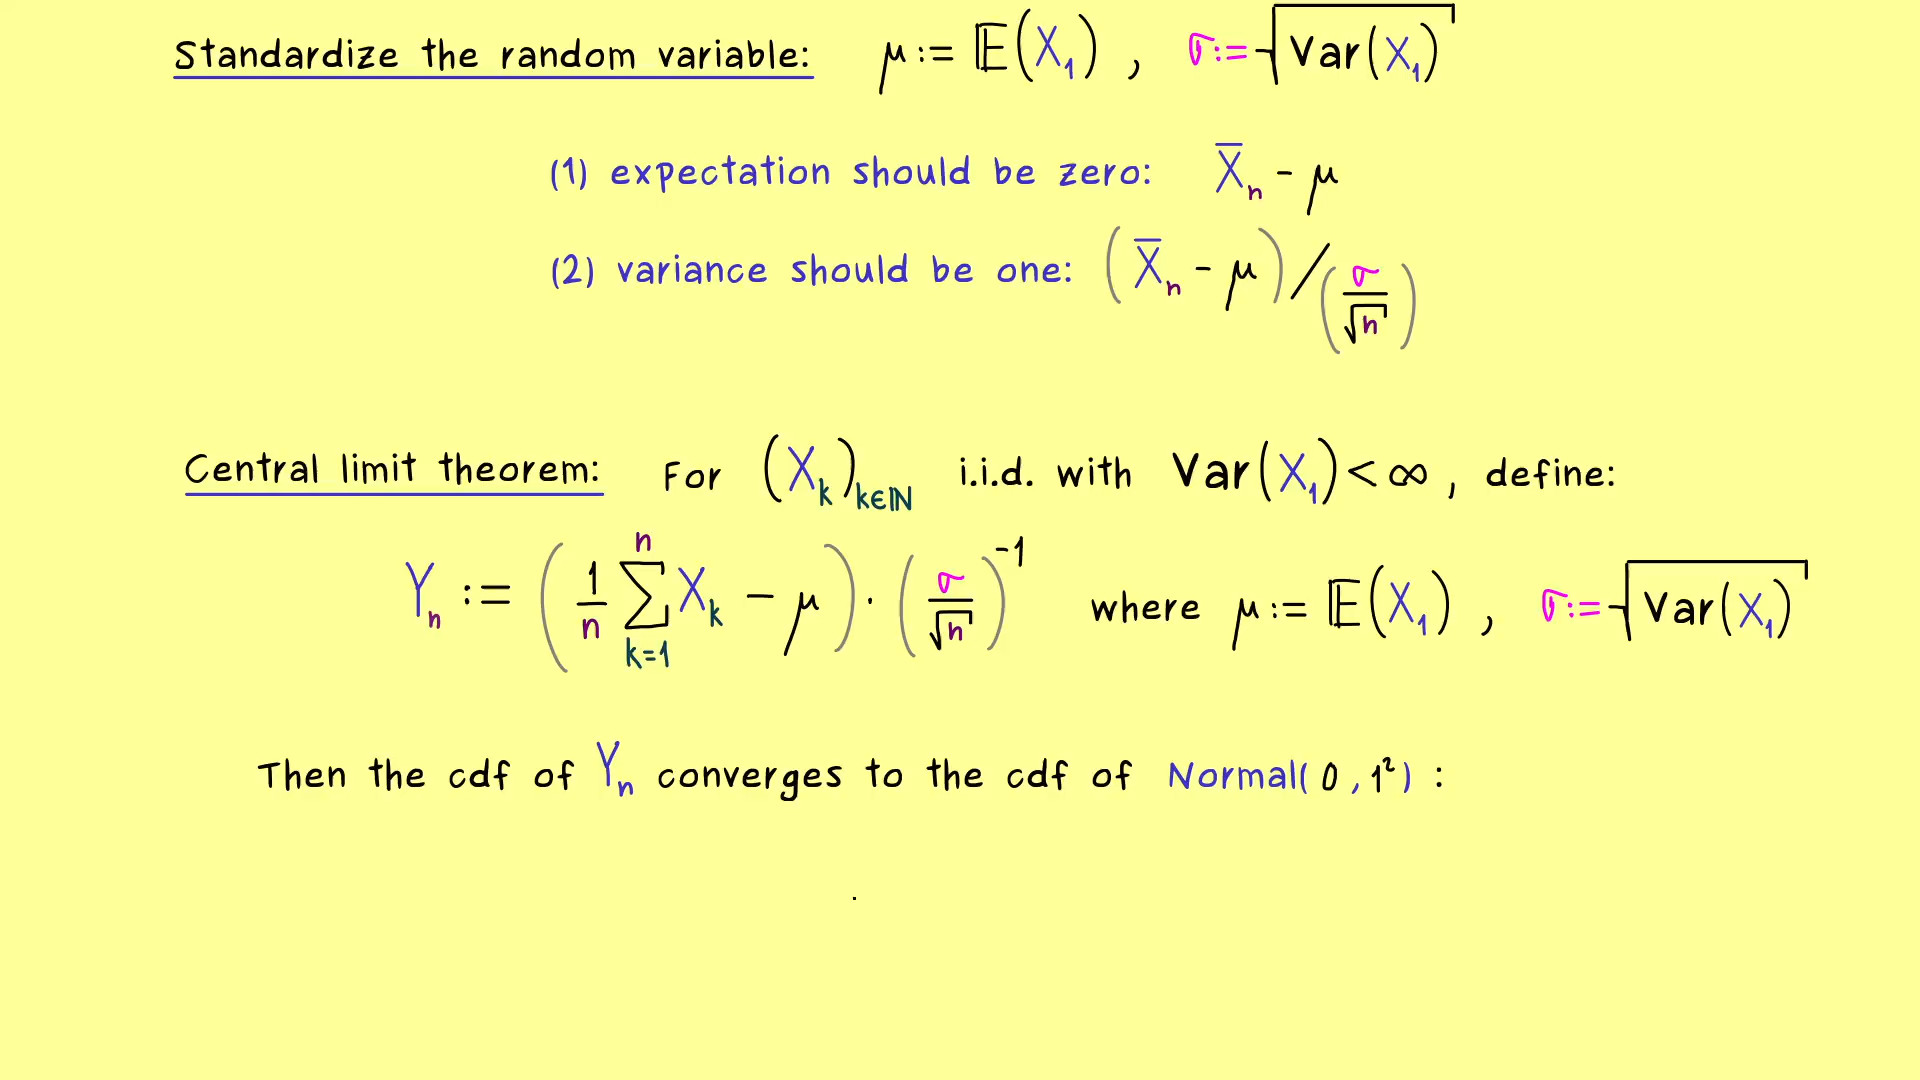 Standardize the random variable: μ := 𝔼(X₁) , σ := √Var(X₁)
(1) expectation should be zero: X̅ₙ − μ
(2) variance should be one: (X̅ₙ − μ) / (σ/√n)
Central limit theorem: For (Xₖ)ₖ∈ℕ i.i.d. with Var(X₁) < ∞ , define:
Yₙ := (1/n ∑ₖ₌₁ⁿ Xₖ − μ) · (σ/√n)⁻¹ where μ := 𝔼(X₁) , σ := √Var(X₁)
Then the cdf of Yₙ converges to the cdf of Normal(0 , 1²) :